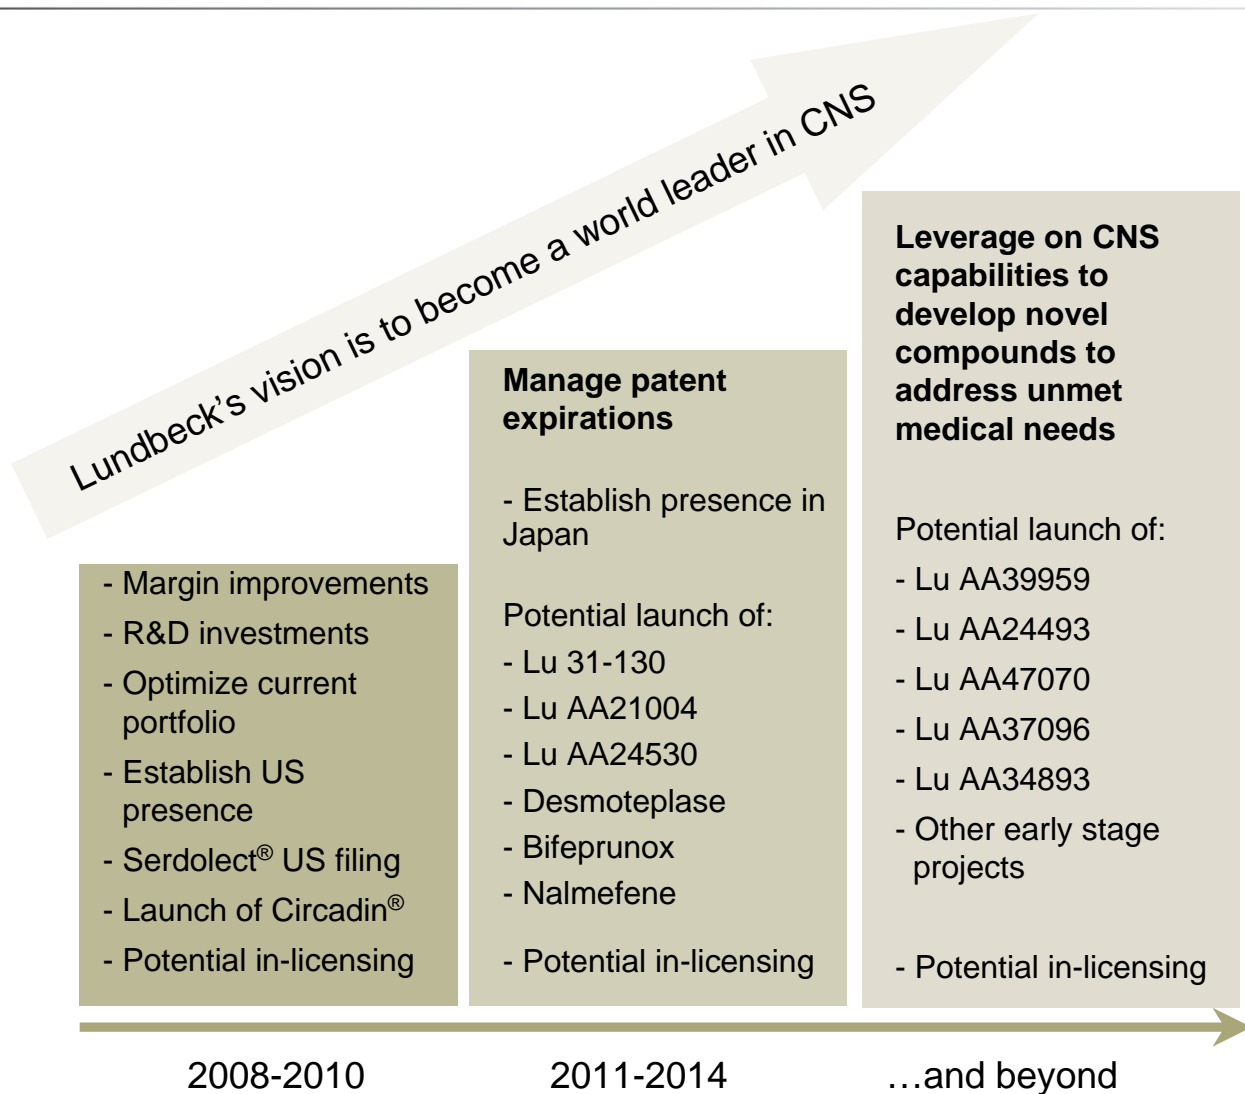 Lundbeck’s vision is to become a world leader in CNS
- Margin improvements
- R&D investments
- Optimize current
portfolio
- Establish US
presence
- Serdolect® US filing
- Launch of Circadin®
- Potential in-licensing
Manage patent
expirations
- Establish presence in
Japan
Potential launch of:
- Lu 31-130
- Lu AA21004
- Lu AA24530
- Desmoteplase
- Bifeprunox
- Nalmefene
- Potential in-licensing
Leverage on CNS
capabilities to
develop novel
compounds to
address unmet
medical needs
Potential launch of:
- Lu AA39959
- Lu AA24493
- Lu AA47070
- Lu AA37096
- Lu AA34893
- Other early stage
projects
- Potential in-licensing
2008-2010
2011-2014
…and beyond